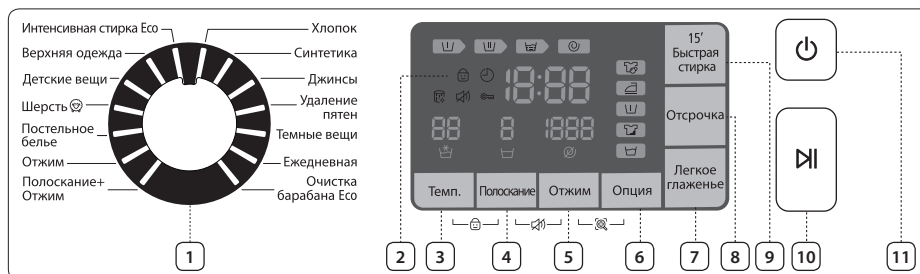 Интенсивная стирка Eco
Верхняя одежда
Детские вещи
Шерсть
Постельное
белье
Отжим
Полоскание+
Отжим
Хлопок
Синтетика
Джинсы
Удаление
пятен
Темные вещи
Ежедневная
Очистка
барабана Eco
18:88
88 8 1888
Темп. Полоскание Отжим Опция
15'
Быстрая
стирка
Отсрочка
Легкое
глаженье
1 2 3 4 5 6 7 8 9 10 11